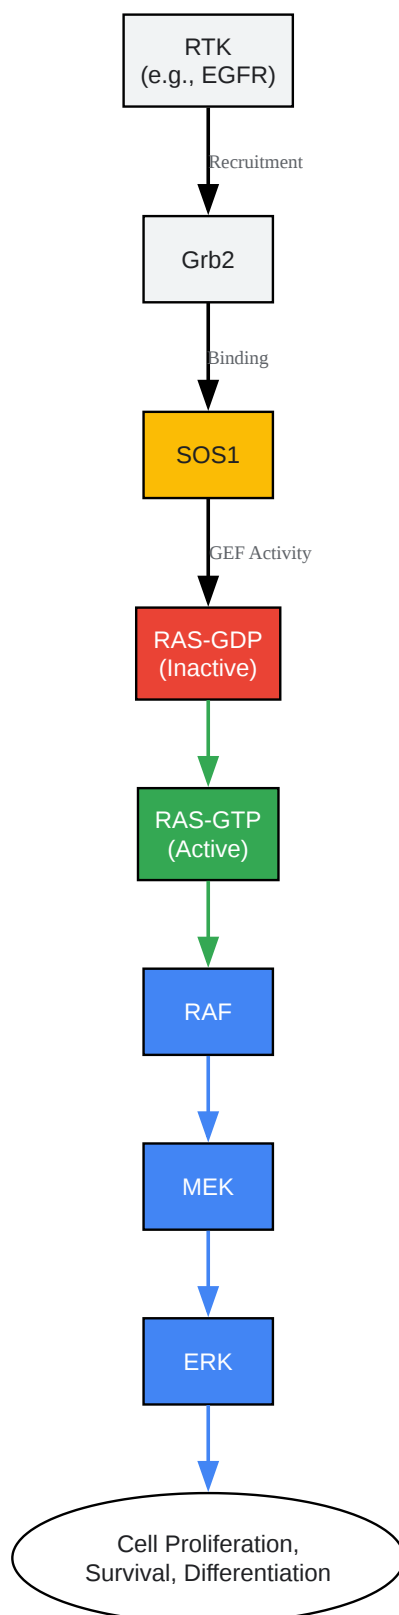 RTK
(e.g., EGFR)
Recruitment
Grb2
Binding
SOS1
GEF Activity
RAS-GDP
(Inactive)
RAS-GTP
(Active)
RAF
MEK
ERK
Cell Proliferation,
Survival, Differentiation